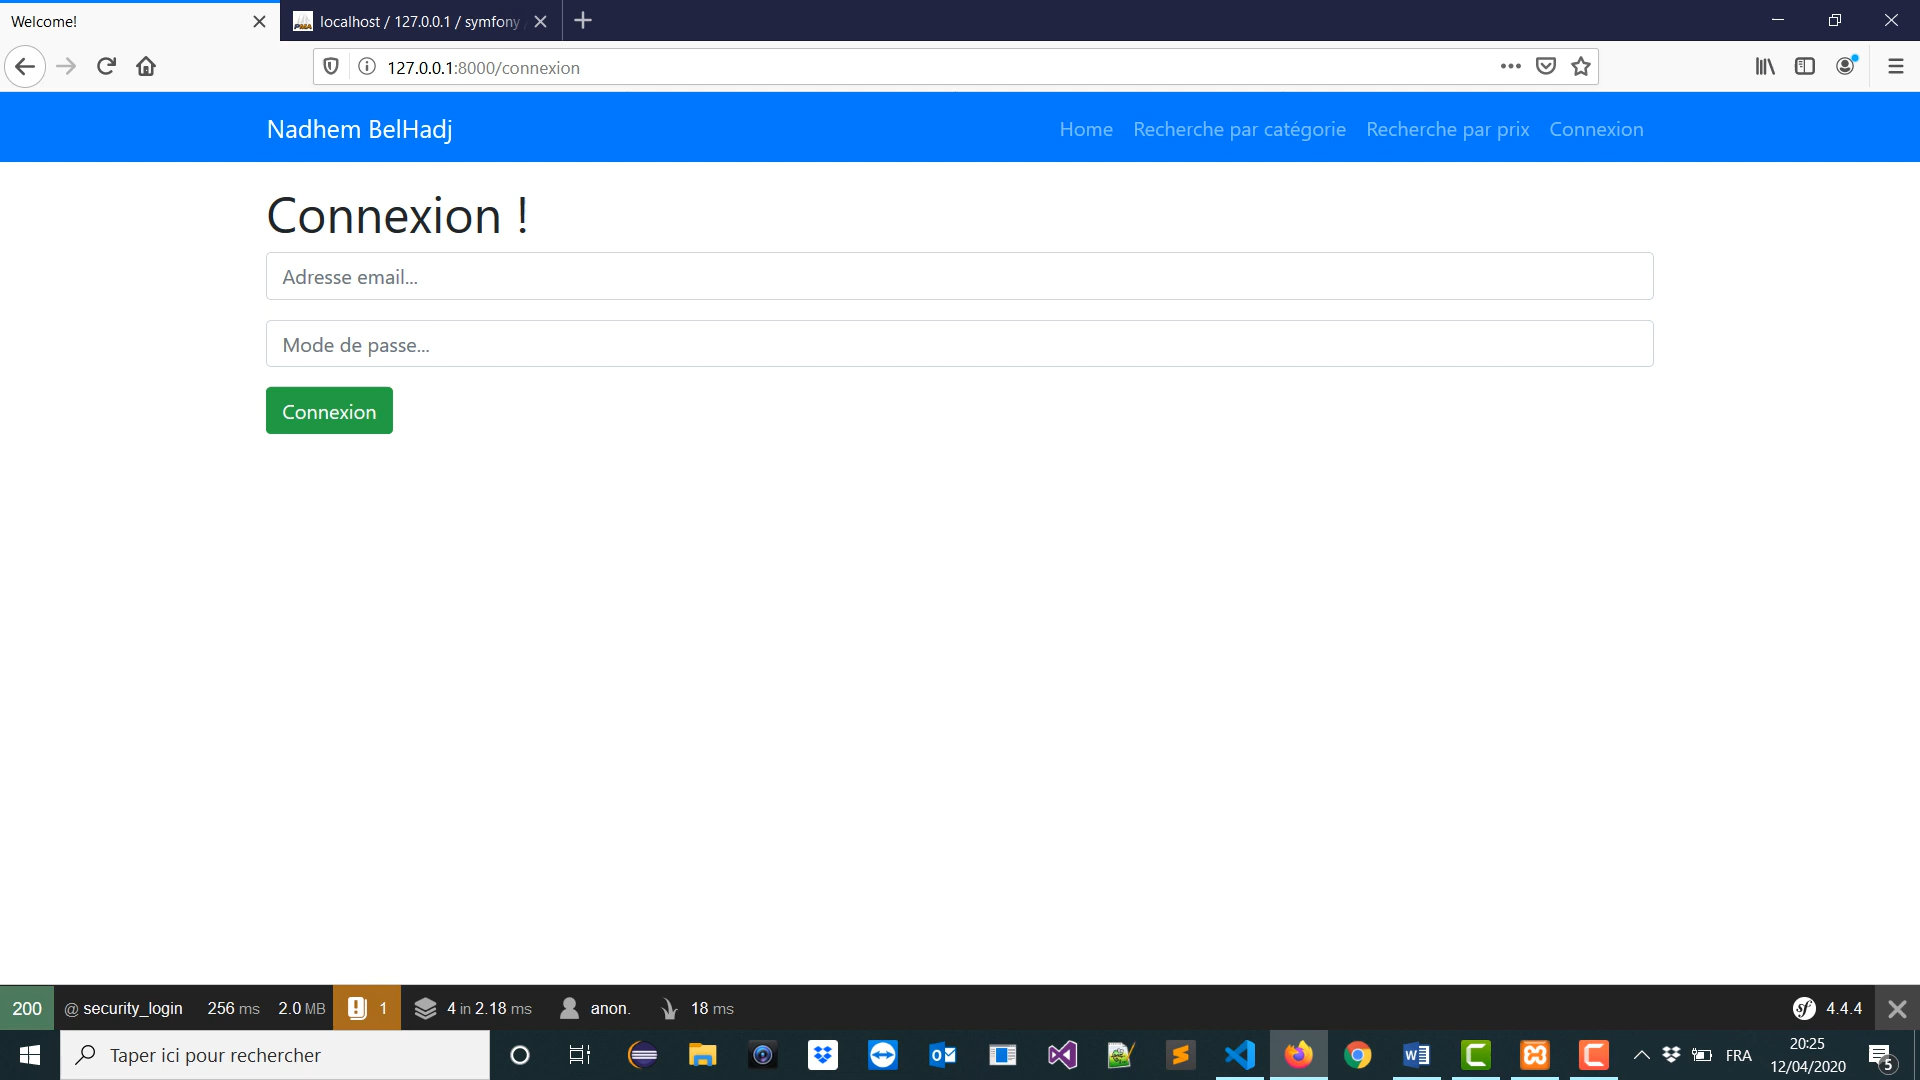 Welcome!
localhost / 127.0.0.1 / symfony
127.0.0.1:8000/connexion
Nadhem BelHadj
Home Recherche par catégorie Recherche par prix Connexion
Connexion !
Adresse email...
Mode de passe...
Connexion
200 @ security_login 256 ms 2.0 MB 1 4 in 2.18 ms anon. 18 ms sf 4.4.4
Taper ici pour rechercher
FRA
20:25
12/04/2020
5